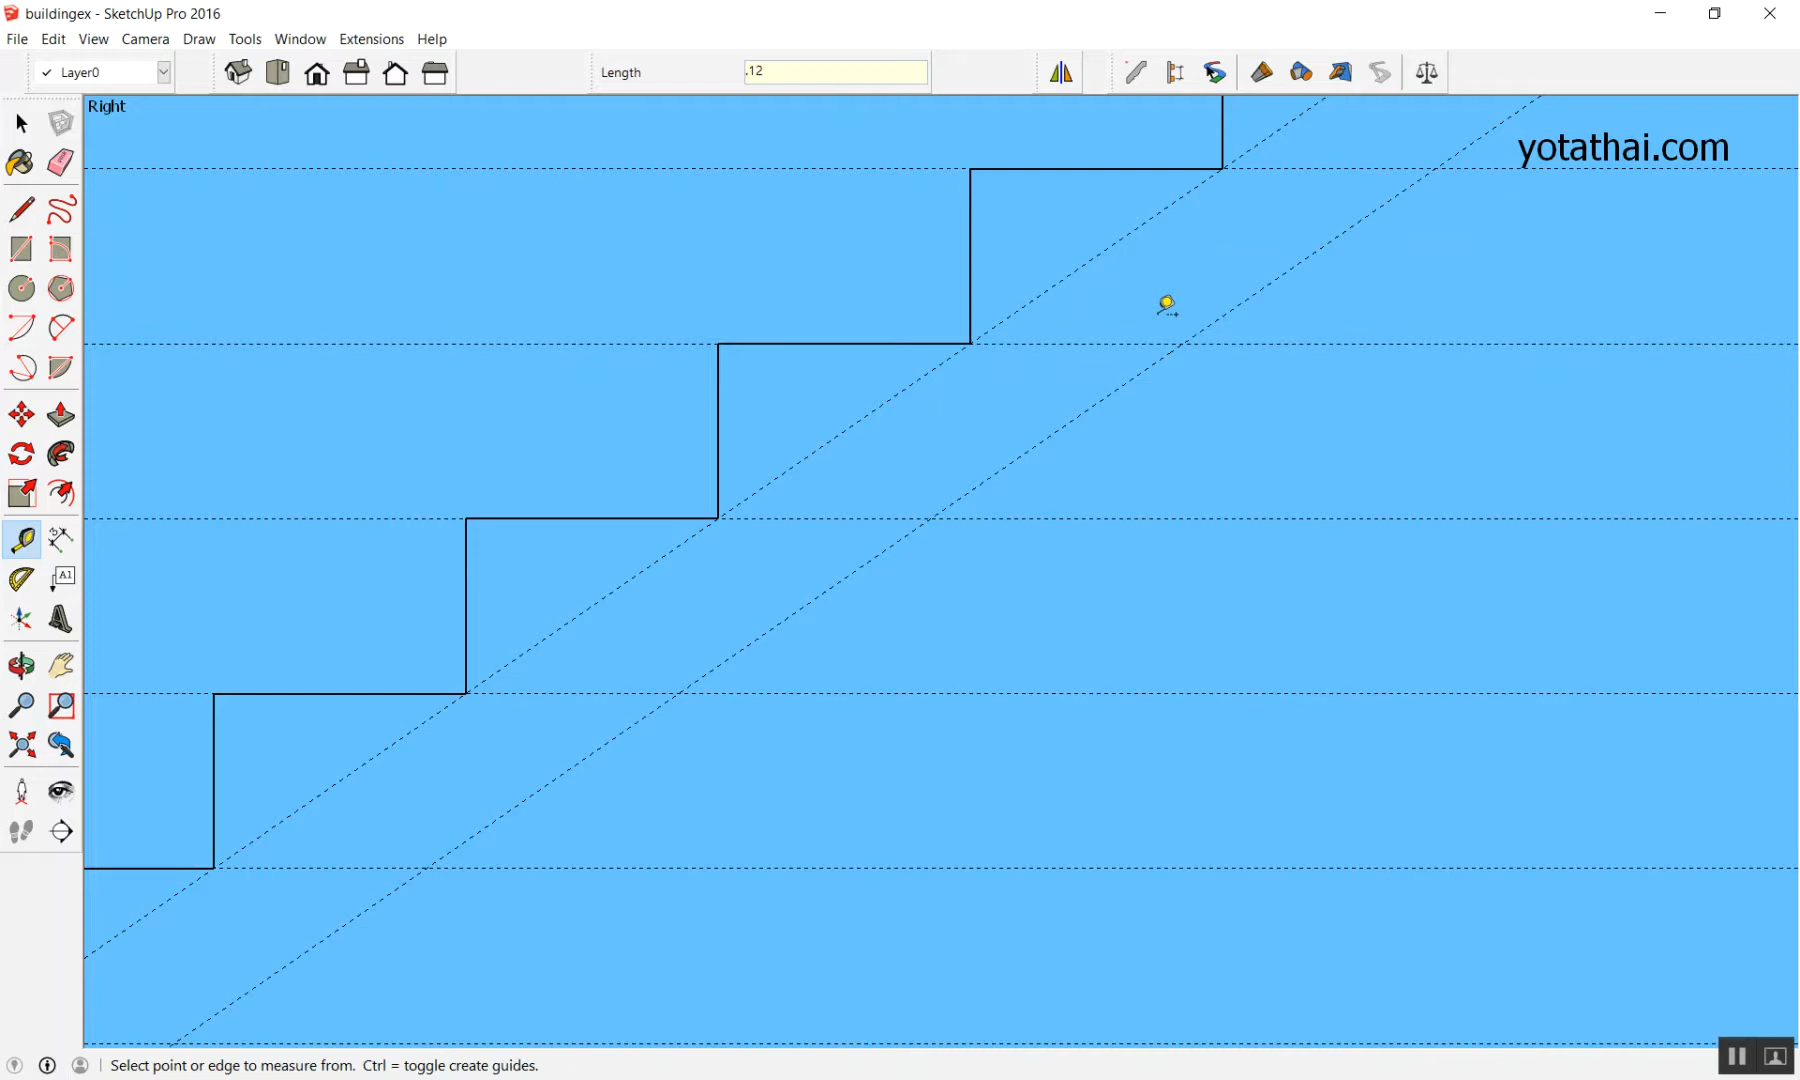 buildingex - SketchUp Pro 2016
File Edit View Camera Draw Tools Window Extensions Help
Layer0
Length .12
Right
yotathai.com
A1
Select point or edge to measure from. Ctrl = toggle create guides.